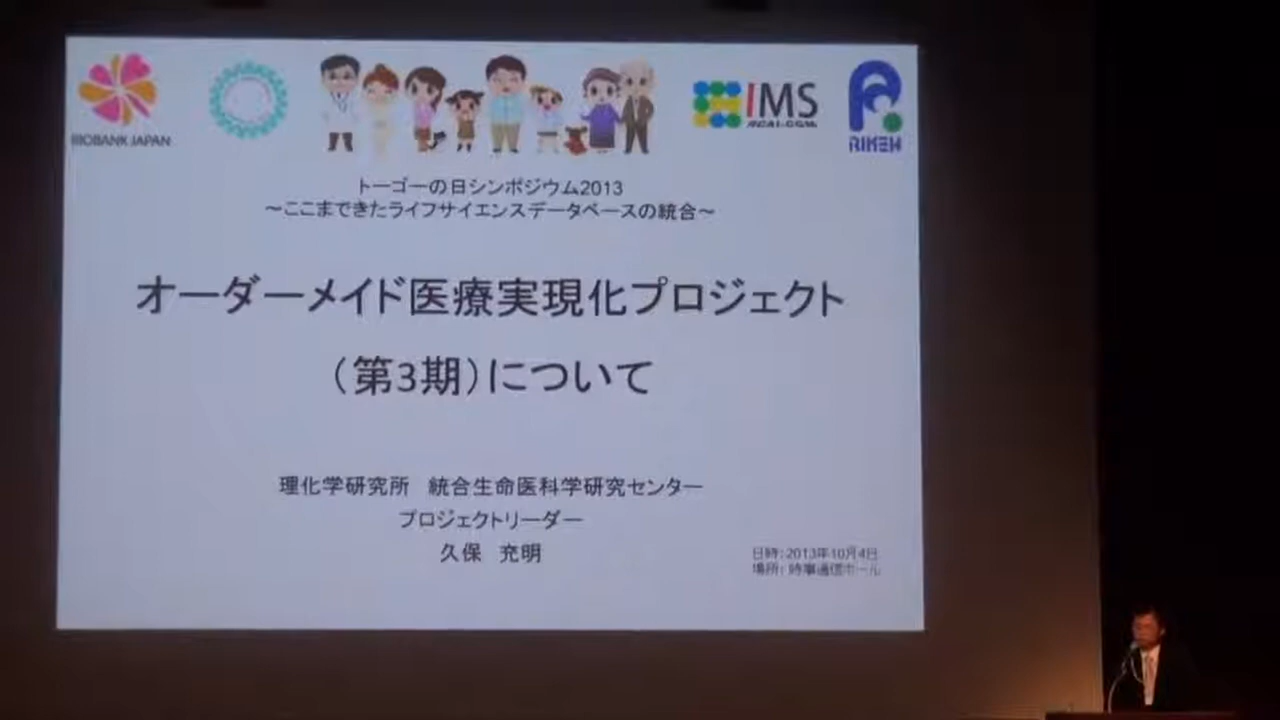 BIOBANK JAPAN
IMS
RIKEN
トーゴーの日シンポジウム2013
～ここまできたライフサイエンスデータベースの統合～
オーダーメイド医療実現化プロジェクト
（第3期）について
理化学研究所　統合生命医科学研究センター
プロジェクトリーダー
久保　充明
日時：2013年10月4日
場所：時事通信ホール